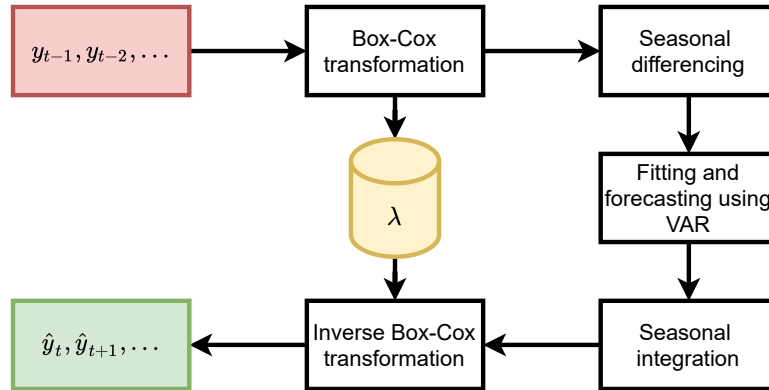 y_{t-1}, y_{t-2}, ...
Box-Cox
transformation
Seasonal
differencing
λ
Fitting and
forecasting using
VAR
ŷ_t, ŷ_{t+1}, ...
Inverse Box-Cox
transformation
Seasonal
integration